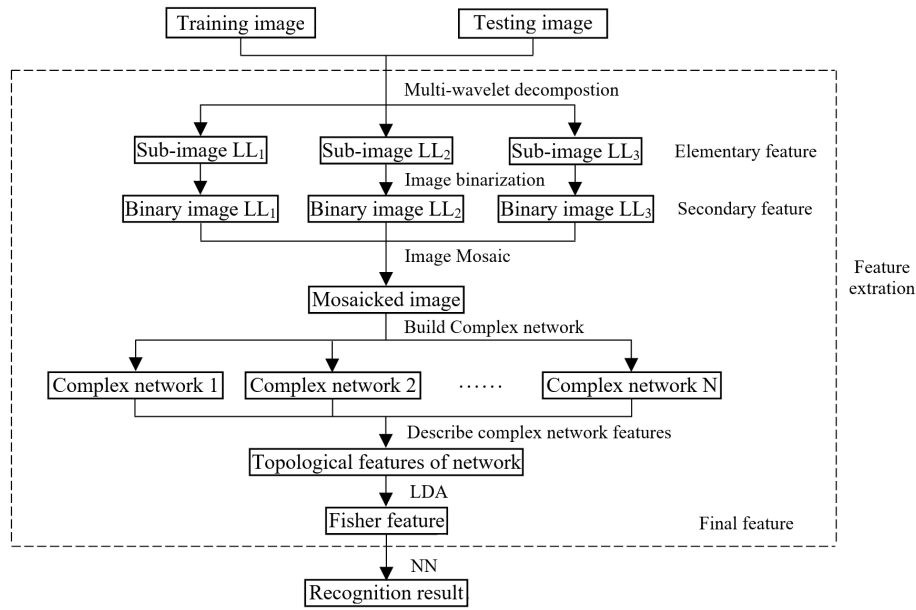 Training image
Testing image
Multi-wavelet decompostion
Sub-image LL₁
Sub-image LL₂
Sub-image LL₃
Elementary feature
Image binarization
Binary image LL₁
Binary image LL₂
Binary image LL₃
Secondary feature
Image Mosaic
Feature
extration
Mosaicked image
Build Complex network
Complex network 1
Complex network 2
······
Complex network N
Describe complex network features
Topological features of network
LDA
Fisher feature
Final feature
NN
Recognition result